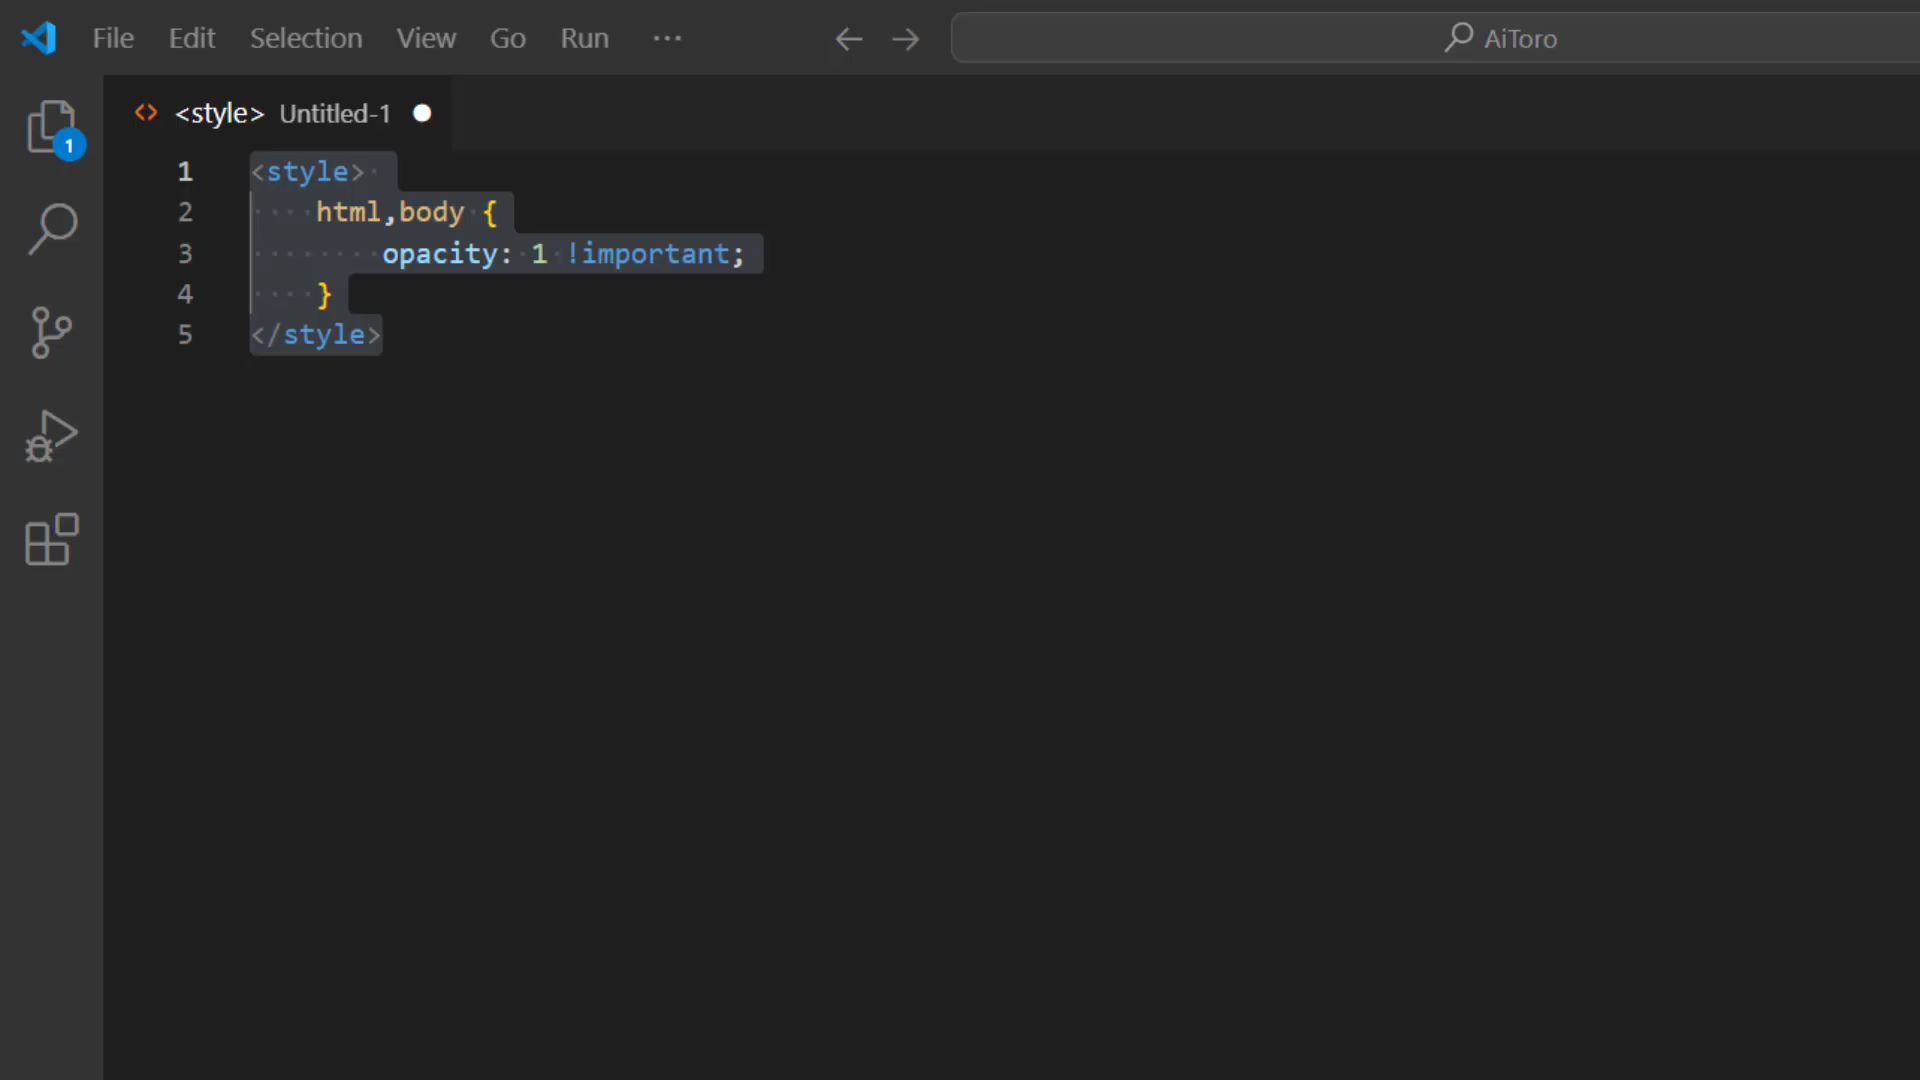 File Edit Selection View Go Run ··· AiToro
<style> Untitled-1
1
1 <style>
2 html,body {
3 opacity: 1 !important;
4 }
5 </style>